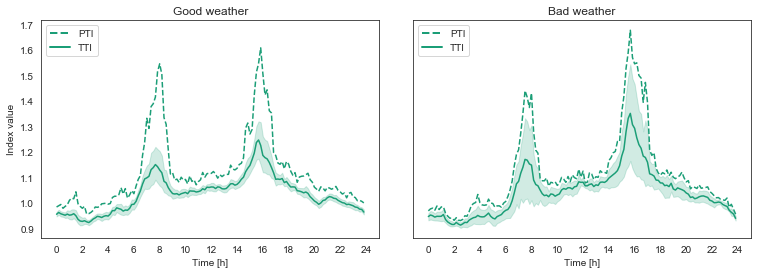 Good weather
PTI
TTI
Index value
1.7
1.6
1.5
1.4
1.3
1.2
1.1
1.0
0.9
0 2 4 6 8 10 12 14 16 18 20 22 24
Time [h]
Bad weather
PTI
TTI
0 2 4 6 8 10 12 14 16 18 20 22 24
Time [h]